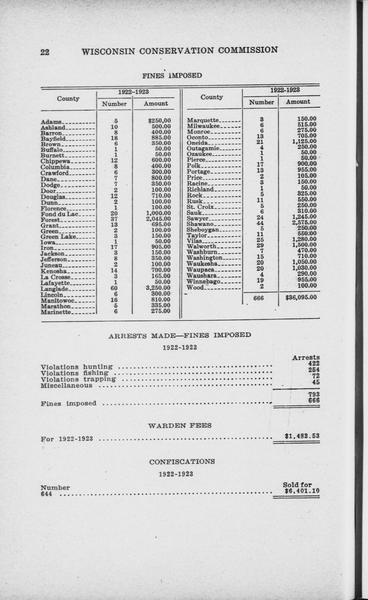 22 WISCONSIN CONSERVATION COMMISSION
FINES IMPOSED
County 1922-1923
Number Amount
Adams 5 $250.00
Ashland 10 500.00
Barron 8 400.00
Bayfield 18 885.00
Brown 6 350.00
Buffalo 1 50.00
Burnett 1 50.00
Chippewa 12 600.00
Columbia 8 400.00
Crawford 6 300.00
Dane 7 800.00
Dodge 7 350.00
Door 2 100.00
Douglas 12 710.00
Dunn 2 100.00
Florence 1 100.00
Fond du Lac 20 1,000.00
Forest 37 2,045.00
Grant 13 695.00
Green 2 100.00
Green Lake 3 150.00
Iowa 1 50.00
Iron 17 900.00
Jackson 3 150.00
Jefferson 8 350.00
Juneau 2 100.00
Kenosha 14 700.00
La Crosse 3 165.00
Lafayette 1 50.00
Langlade 60 3,250.00
Lincoln 6 300.00
Manitowoc 16 810.00
Marathon 5 335.00
Marinette 6 275.00
County 1922-1923
Number Amount
Marquette 3 150.00
Milwaukee 6 515.00
Monroe 6 275.00
Oconto 13 705.00
Oneida 21 1,125.00
Outagamie 4 250.00
Ozaukee 1 50.00
Pierce 1 50.00
Polk 17 900.00
Portage 13 955.00
Price 2 105.00
Racine 3 150.00
Richland 1 50.00
Rock 5 325.00
Rusk 11 550.00
St. Croix 5 250.00
Sauk 6 310.00
Sawyer 24 1,245.00
Shawano 44 2,575.00
Sheboygan 5 250.00
Taylor 11 550.00
Vilas 25 1,280.00
Walworth 29 1,500.00
Washburn 7 470.00
Washington 15 710.00
Waukesha 20 1,050.00
Waupaca 20 1,030.00
Waushara 4 290.00
Winnebago 19 955.00
Wood 2 100.00
666 $36,095.00
ARRESTS MADE—FINES IMPOSED
1922-1923
Arrests
Violations hunting 422
Violations fishing 254
Violations trapping 72
Miscellaneous 45
793
Fines imposed 666
WARDEN FEES
For 1922-1923 $1,483.53
CONFISCATIONS
1922-1923
Number Sold for
644 $6,401.10